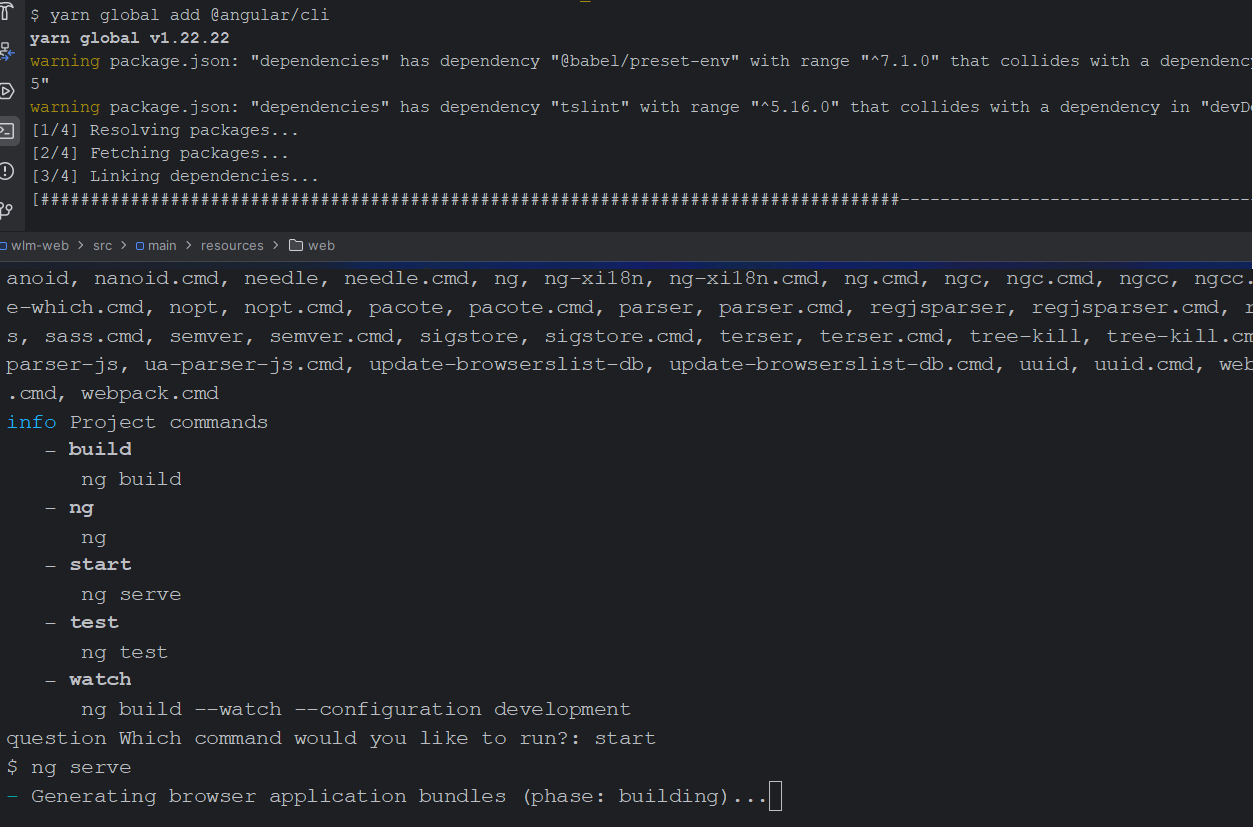 $ yarn global add @angular/cli
yarn global v1.22.22
warning package.json: "dependencies" has dependency "@babel/preset-env" with range "^7.1.0" that collides with a dependency
5"
warning package.json: "dependencies" has dependency "tslint" with range "^5.16.0" that collides with a dependency in "devDe
[1/4] Resolving packages...
[2/4] Fetching packages...
[3/4] Linking dependencies...
[######################################################################################-----------------------------------
wlm-web > src > main > resources > web
anoid, nanoid.cmd, needle, needle.cmd, ng, ng-xi18n, ng-xi18n.cmd, ng.cmd, ngc, ngc.cmd, ngcc, ngcc.
e-which.cmd, nopt, nopt.cmd, pacote, pacote.cmd, parser, parser.cmd, regjsparser, regjsparser.cmd, r
s, sass.cmd, semver, semver.cmd, sigstore, sigstore.cmd, terser, terser.cmd, tree-kill, tree-kill.cm
parser-js, ua-parser-js.cmd, update-browserslist-db, update-browserslist-db.cmd, uuid, uuid.cmd, web
.cmd, webpack.cmd
info Project commands
- build
ng build
- ng
ng
- start
ng serve
- test
ng test
- watch
ng build --watch --configuration development
question Which command would you like to run?: start
$ ng serve
- Generating browser application bundles (phase: building)...